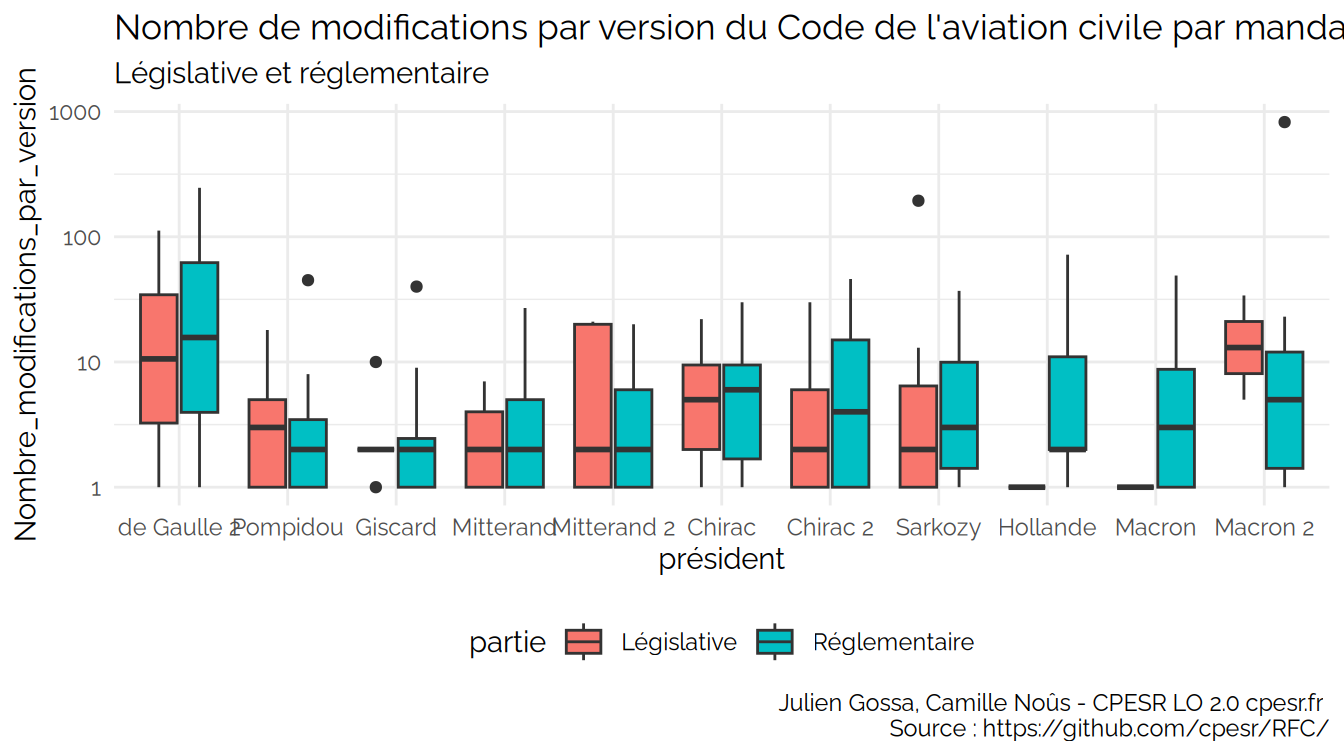 Nombre de modifications par version du Code de l'aviation civile par manda
Législative et réglementaire
Nombre_modifications_par_version
1000
100
10
1
de Gaulle 2 Pompidou Giscard Mitterand Mitterand 2 Chirac Chirac 2 Sarkozy Hollande Macron Macron 2
président
partie Législative Réglementaire
Julien Gossa, Camille Noûs - CPESR LO 2.0 cpesr.fr
Source : https://github.com/cpesr/RFC/